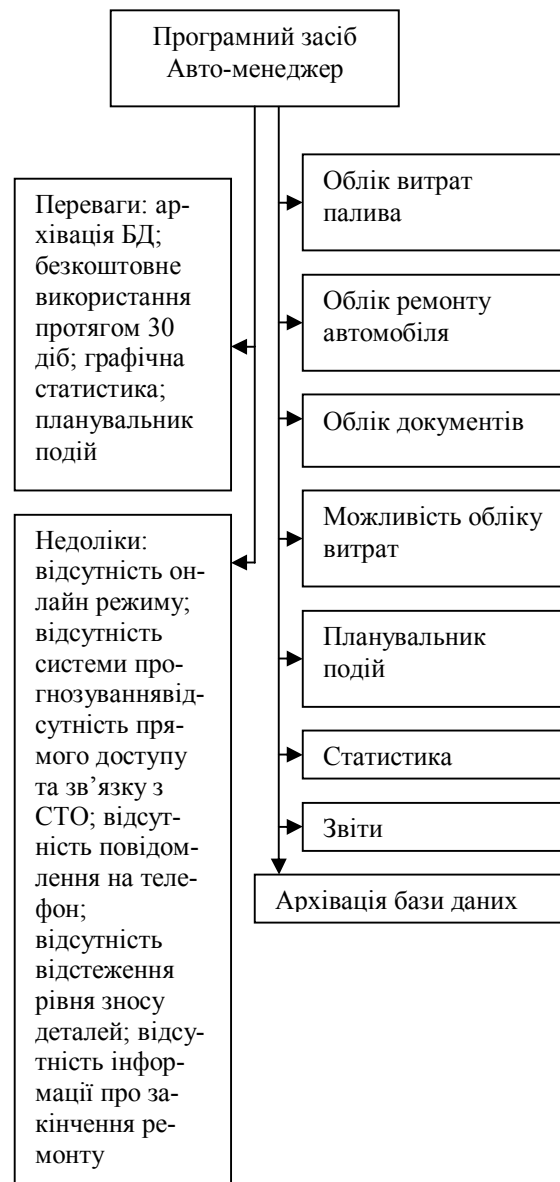 Програмний засіб
Авто-менеджер
Переваги: ар-
хівація БД;
безкоштовне
використання
протягом 30
діб; графічна
статистика;
планувальник
подій
Недоліки:
відсутність он-
лайн режиму;
відсутність
системи про-
гнозуваннявід-
сутність пря-
мого доступу
та зв’язку з
СТО; відсут-
ність повідом-
лення на теле-
фон;
відсутність
відстеження
рівня зносу
деталей; відсу-
тність інфор-
мації про за-
кінчення ре-
монту
Облік витрат
палива
Облік ремонту
автомобіля
Облік документів
Можливість обліку
витрат
Планувальник
подій
Статистика
Звіти
Архівація бази даних